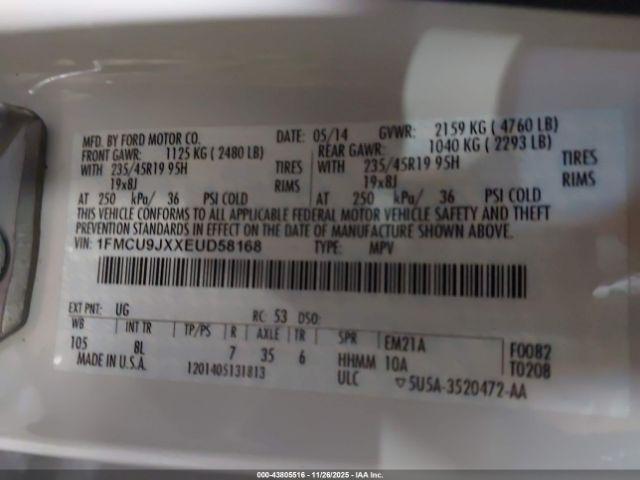 MFD. BY FORD MOTOR CO. DATE: 05/14 GVWR: 2159 KG ( 4760 LB)
FRONT GAWR: 1125 KG ( 2480 LB) REAR GAWR: 1040 KG ( 2293 LB)
WITH 235/45R19 95H TIRES WITH 235/45R19 95H TIRES
19x8J RIMS 19x8J RIMS
AT 250 kPa/ 36 PSI COLD AT 250 kPa/ 36 PSI COLD
THIS VEHICLE CONFORMS TO ALL APPLICABLE FEDERAL MOTOR VEHICLE SAFETY AND THEFT
PREVENTION STANDARDS IN EFFECT ON THE DATE OF MANUFACTURE SHOWN ABOVE.
VIN: 1FMCU9JXXEUD58168 TYPE: MPV
EXT PNT: UG RC: 53 DSO:
WB INT TR TP/PS R AXLE TR SPR EM21A F0082
105 BL 7 35 6 HHMM 10A T0208
MADE IN U.S.A. 1201405131813 ULC ▽5U5A-3520472-AA
000-43805516 - 11/26/2025 - IAA Inc.